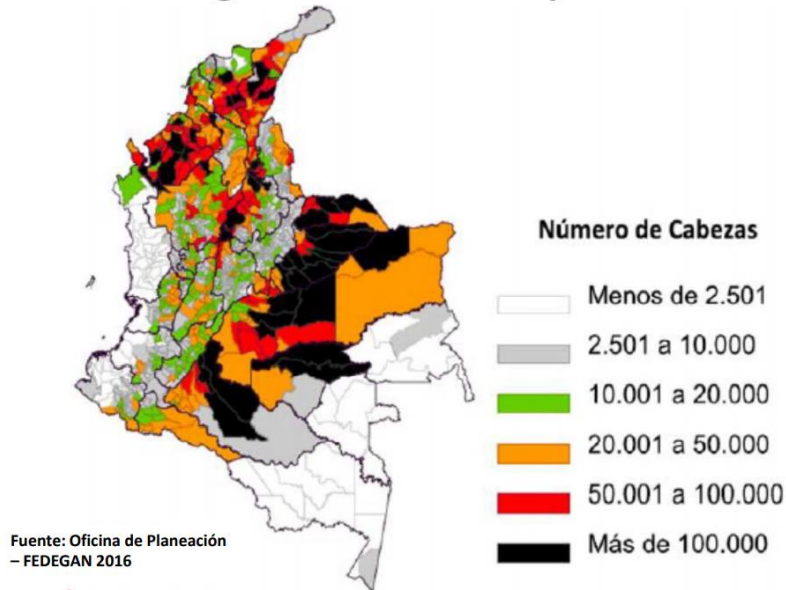 Número de Cabezas
Menos de 2.501
2.501 a 10.000
10.001 a 20.000
20.001 a 50.000
50.001 a 100.000
Más de 100.000
Fuente: Oficina de Planeación
– FEDEGAN 2016